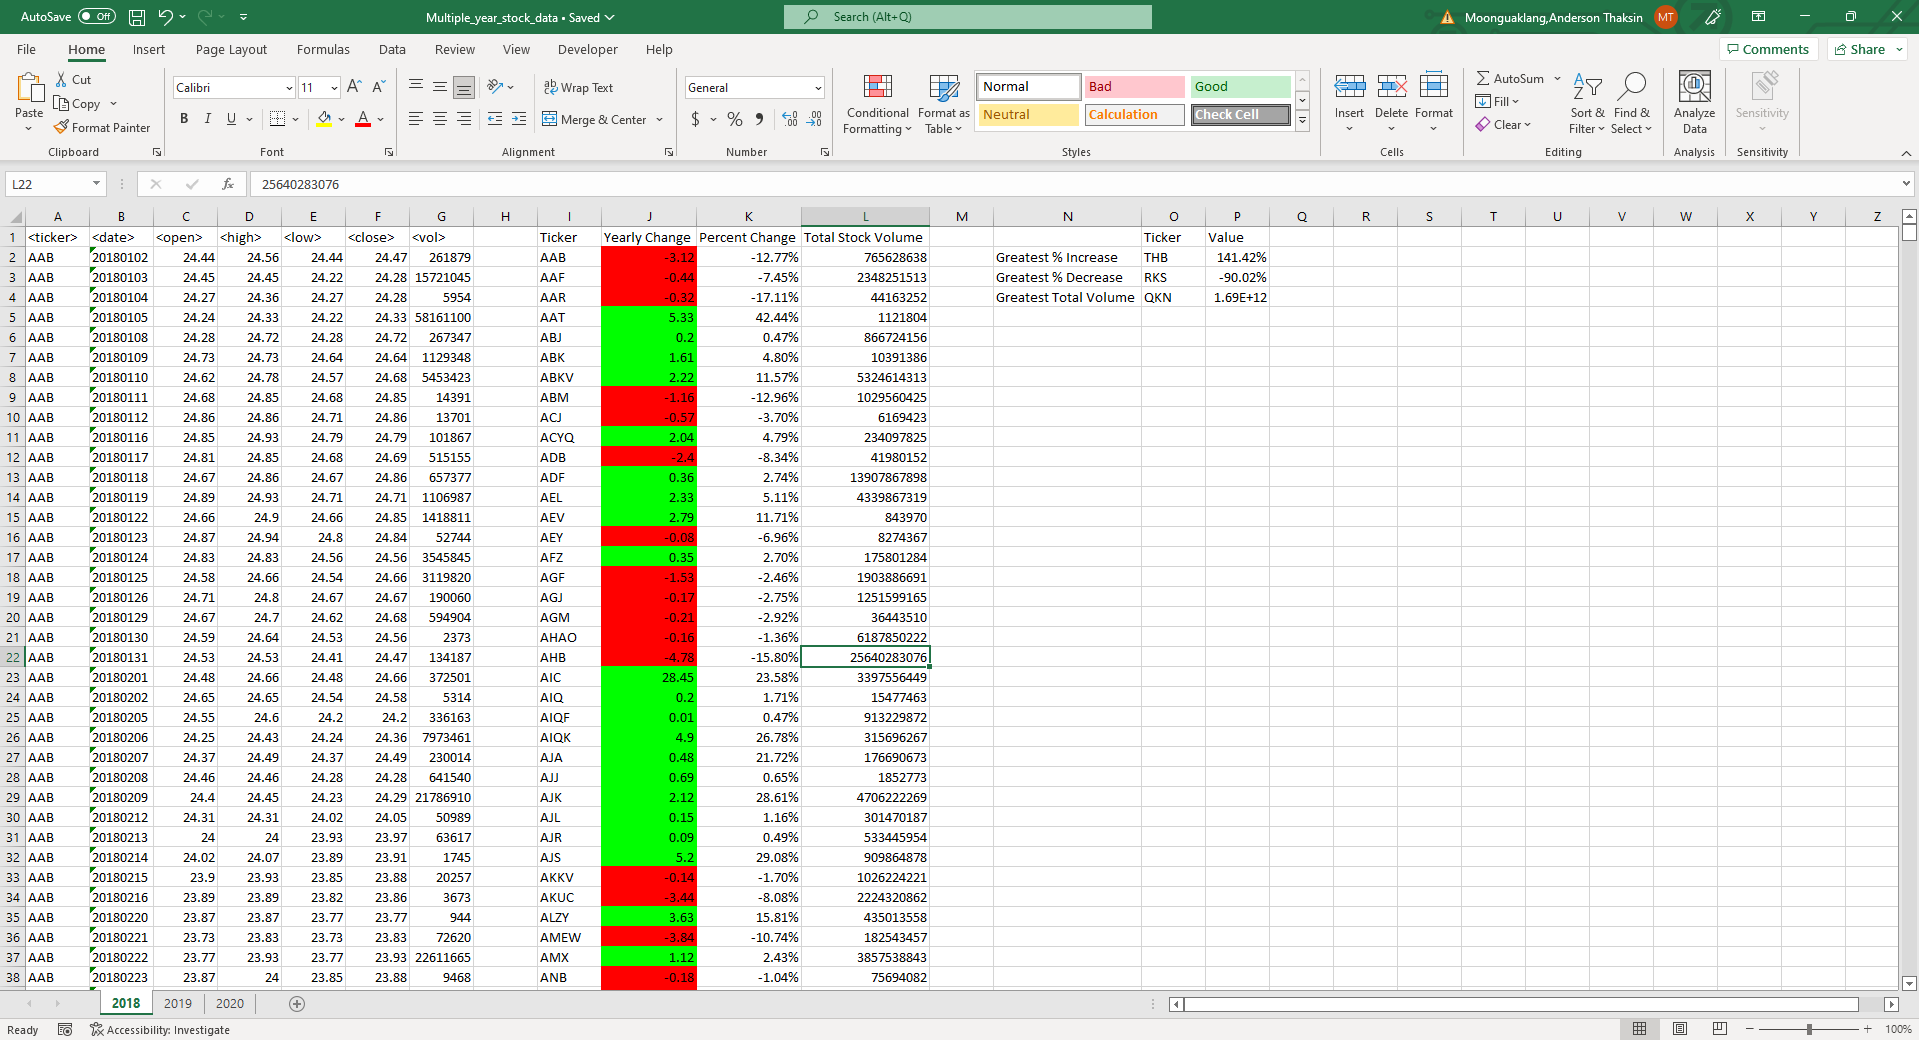 AutoSave Off Multiple_year_stock_data • Saved Search (Alt+Q) Moonguaklang,Anderson Thaksin MT
File Home Insert Page Layout Formulas Data Review View Developer Help Comments Share
Paste Cut Copy Format Painter Clipboard
Calibri 11 B I U A Font
Wrap Text Merge & Center Alignment
General $ % Number
Conditional Formatting Format as Table Normal Bad Good Neutral Calculation Check Cell Styles
Insert Delete Format Cells
AutoSum Fill Clear Sort & Filter Find & Select Editing
Analyze Data Analysis Sensitivity Sensitivity
L22 fx 25640283076
A B C D E F G H I J K L M N O P Q R S T U V W X Y Z
1 <ticker> <date> <open> <high> <low> <close> <vol> Ticker Yearly Change Percent Change Total Stock Volume Ticker Value
2 AAB 20180102 24.44 24.56 24.44 24.47 261879 AAB -3.12 -12.77% 765628638 Greatest % Increase THB 141.42%
3 AAB 20180103 24.45 24.45 24.22 24.28 15721045 AAF -0.44 -7.45% 2348251513 Greatest % Decrease RKS -90.02%
4 AAB 20180104 24.27 24.36 24.27 24.28 5954 AAR -0.32 -17.11% 44163252 Greatest Total Volume QKN 1.69E+12
5 AAB 20180105 24.24 24.33 24.22 24.33 58161100 AAT 5.33 42.44% 1121804
6 AAB 20180108 24.28 24.72 24.28 24.72 267347 ABJ 0.2 0.47% 866724156
7 AAB 20180109 24.73 24.73 24.64 24.64 1129348 ABK 1.61 4.80% 10391386
8 AAB 20180110 24.62 24.78 24.57 24.68 5453423 ABKV 2.22 11.57% 5324614313
9 AAB 20180111 24.68 24.85 24.68 24.85 14391 ABM -1.16 -12.96% 1029560425
10 AAB 20180112 24.86 24.86 24.71 24.86 13701 ACJ -0.57 -3.70% 6169423
11 AAB 20180116 24.85 24.93 24.79 24.79 101867 ACYQ 2.04 4.79% 234097825
12 AAB 20180117 24.81 24.85 24.68 24.69 515155 ADB -2.4 -8.34% 41980152
13 AAB 20180118 24.67 24.86 24.67 24.86 657377 ADF 0.36 2.74% 13907867898
14 AAB 20180119 24.89 24.93 24.71 24.71 1106987 AEL 2.33 5.11% 4339867319
15 AAB 20180122 24.66 24.9 24.66 24.85 1418811 AEV 2.79 11.71% 843970
16 AAB 20180123 24.87 24.94 24.8 24.84 52744 AEY -0.08 -6.96% 8274367
17 AAB 20180124 24.83 24.83 24.56 24.56 3545845 AFZ 0.35 2.70% 175801284
18 AAB 20180125 24.58 24.66 24.54 24.66 3119820 AGF -1.53 -2.46% 1903886691
19 AAB 20180126 24.71 24.8 24.67 24.67 190060 AGJ -0.17 -2.75% 1251599165
20 AAB 20180129 24.67 24.7 24.62 24.68 594904 AGM -0.21 -2.92% 36443510
21 AAB 20180130 24.59 24.64 24.53 24.56 2373 AHAO -0.16 -1.36% 6187850222
22 AAB 20180131 24.53 24.53 24.41 24.47 134187 AHB -4.78 -15.80% 25640283076
23 AAB 20180201 24.48 24.66 24.48 24.66 372501 AIC 28.45 23.58% 3397556449
24 AAB 20180202 24.65 24.65 24.54 24.58 5314 AIQ 0.2 1.71% 15477463
25 AAB 20180205 24.55 24.6 24.2 24.2 336163 AIQF 0.01 0.47% 913229872
26 AAB 20180206 24.25 24.43 24.24 24.36 7973461 AIQK 4.9 26.78% 315696267
27 AAB 20180207 24.37 24.49 24.37 24.49 230014 AJA 0.48 21.72% 176690673
28 AAB 20180208 24.46 24.46 24.28 24.28 641540 AJJ 0.69 0.65% 1852773
29 AAB 20180209 24.4 24.45 24.23 24.29 21786910 AJK 2.12 28.61% 4706222269
30 AAB 20180212 24.31 24.31 24.02 24.05 50989 AJL 0.15 1.16% 301470187
31 AAB 20180213 24 24 23.93 23.97 63617 AJR 0.09 0.49% 533445954
32 AAB 20180214 24.02 24.07 23.89 23.91 1745 AJS 5.2 29.08% 909864878
33 AAB 20180215 23.9 23.93 23.85 23.88 20257 AKKV -0.14 -1.70% 1026224221
34 AAB 20180216 23.89 23.89 23.82 23.86 3673 AKUC -3.44 -8.08% 2224320862
35 AAB 20180220 23.87 23.87 23.77 23.77 944 ALZY 3.63 15.81% 435013558
36 AAB 20180221 23.73 23.83 23.73 23.83 72620 AMEW -3.84 -10.74% 182543457
37 AAB 20180222 23.77 23.93 23.77 23.93 22611665 AMX 1.12 2.43% 3857538843
38 AAB 20180223 23.87 24 23.85 23.88 9468 ANB -0.18 -1.04% 75694082
2018 2019 2020
Ready Accessibility: Investigate 100%